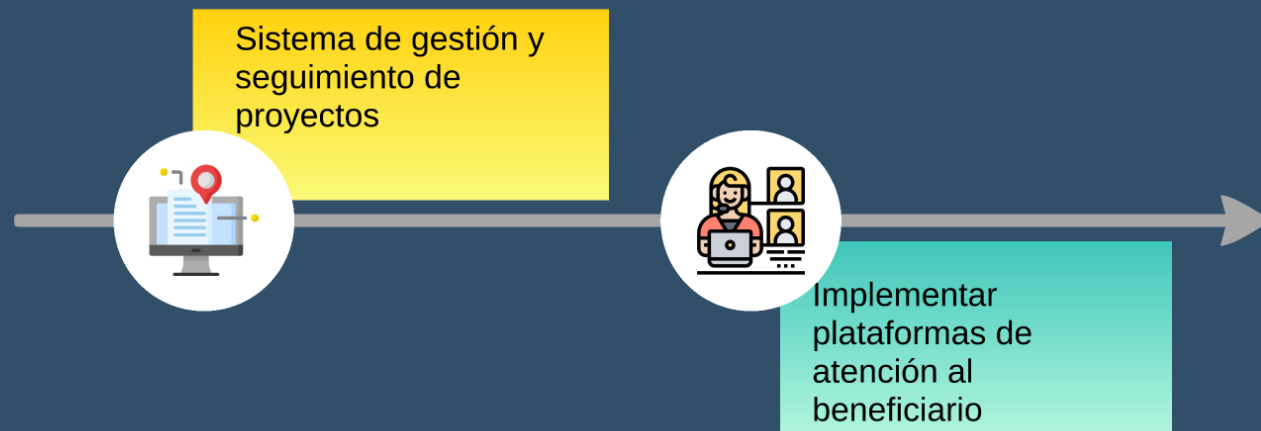 Sistema de gestión y
seguimiento de
proyectos
Implementar
plataformas de
atención al
beneficiario